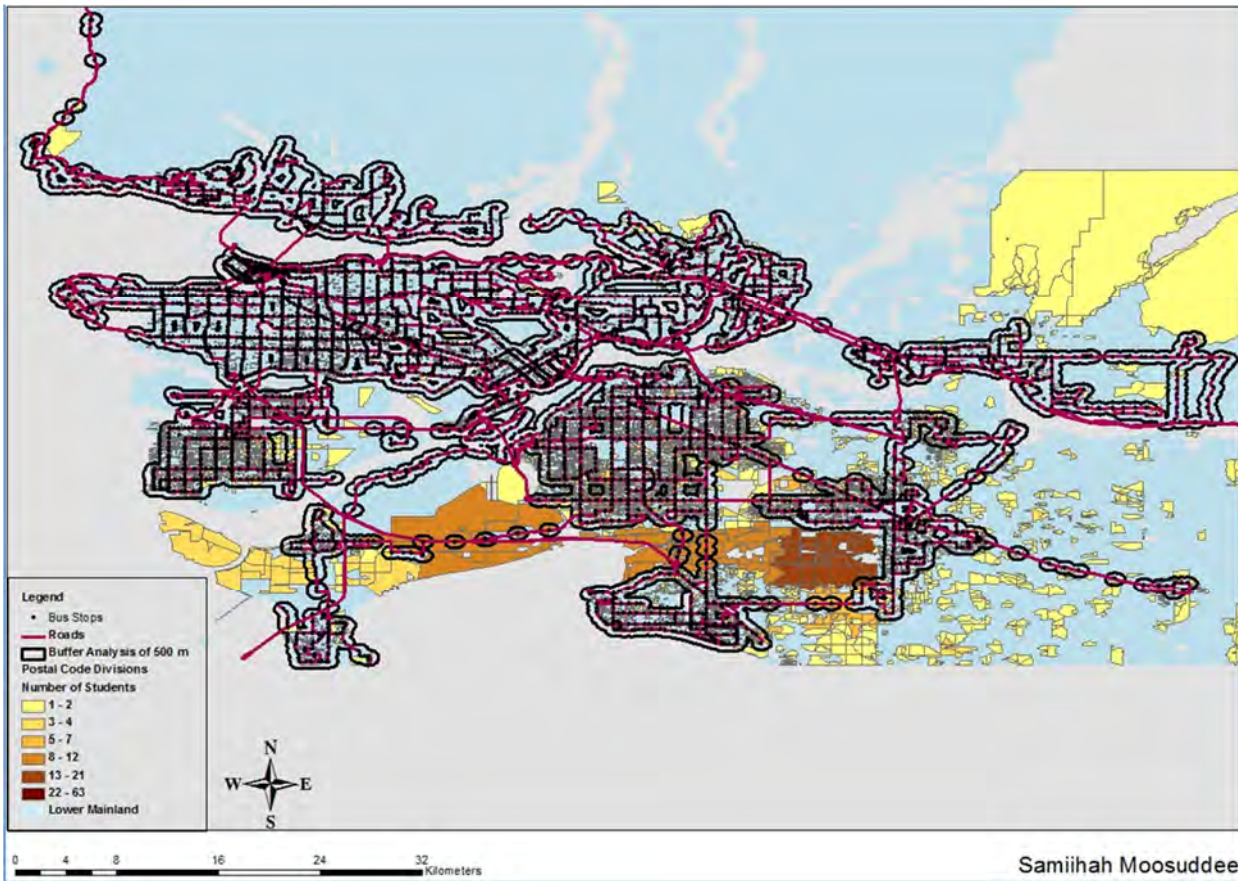 Legend
Bus Stops
Roads
Buffer Analysis of 500 m
Postal Code Divisions
Number of Students
1 - 2
3 - 4
5 - 7
8 - 12
13 - 21
22 - 63
Lower Mainland
N
W E
S
0 4 8 16 24 32
Kilometers
Samiihah Moosuddee